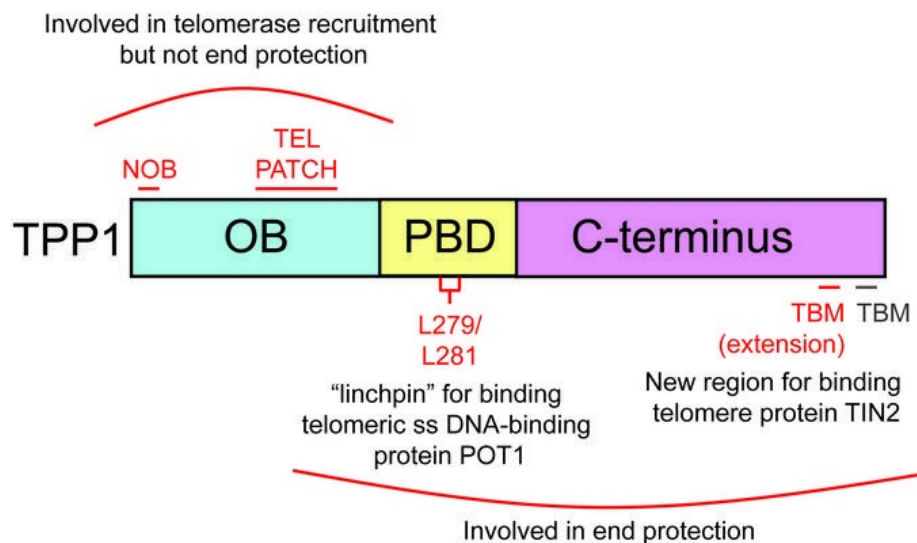 Involved in telomerase recruitment
but not end protection
NOB
TEL
PATCH
TPP1
OB
PBD
C-terminus
L279/
L281
TBM
(extension)
TBM
“linchpin” for binding
telomeric ss DNA-binding
protein POT1
New region for binding
telomere protein TIN2
Involved in end protection